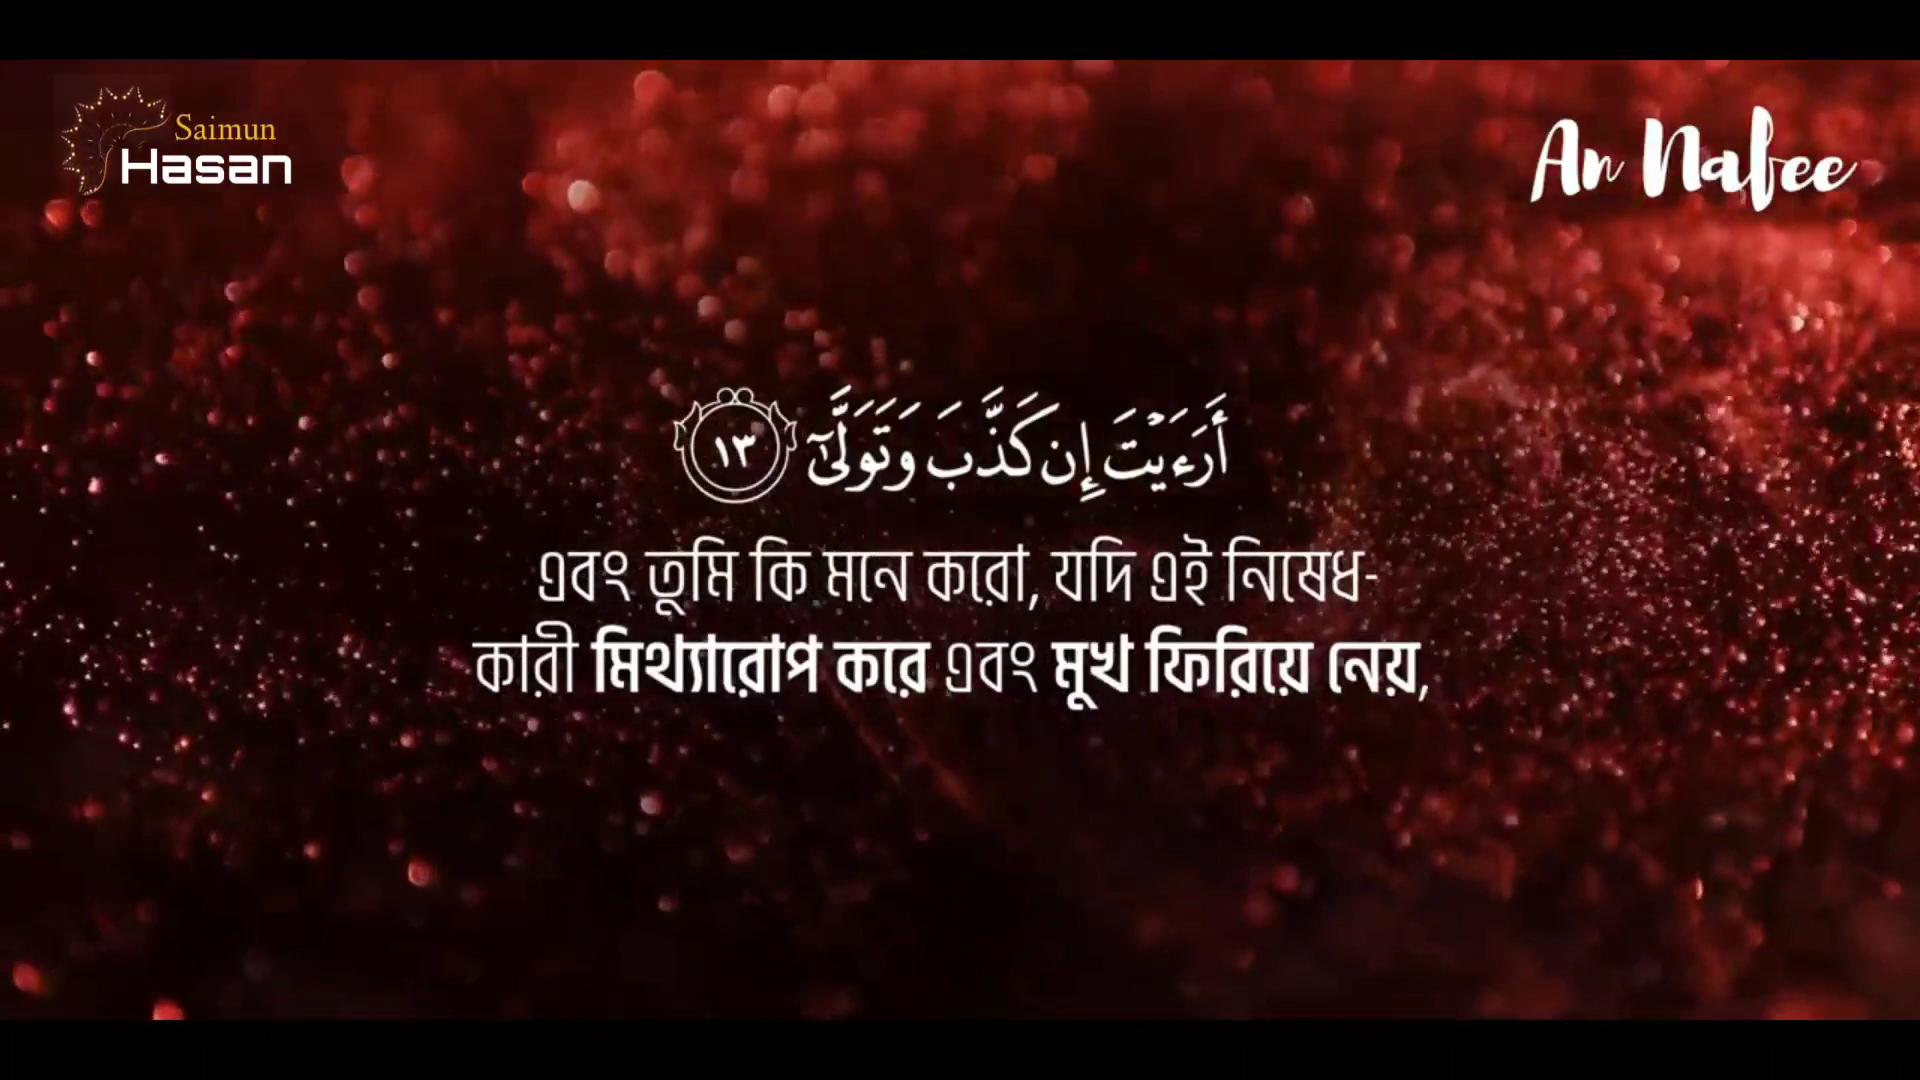 Saimun
Hasan
An Nafee
أَرَءَيْتَ إِن كَذَّبَ وَتَوَلَّىٰٓ ١٣
এবং তুমি কি মনে করো, যদি এই নিষেধ-
কারী মিথ্যারোপ করে এবং মুখ ফিরিয়ে নেয়,